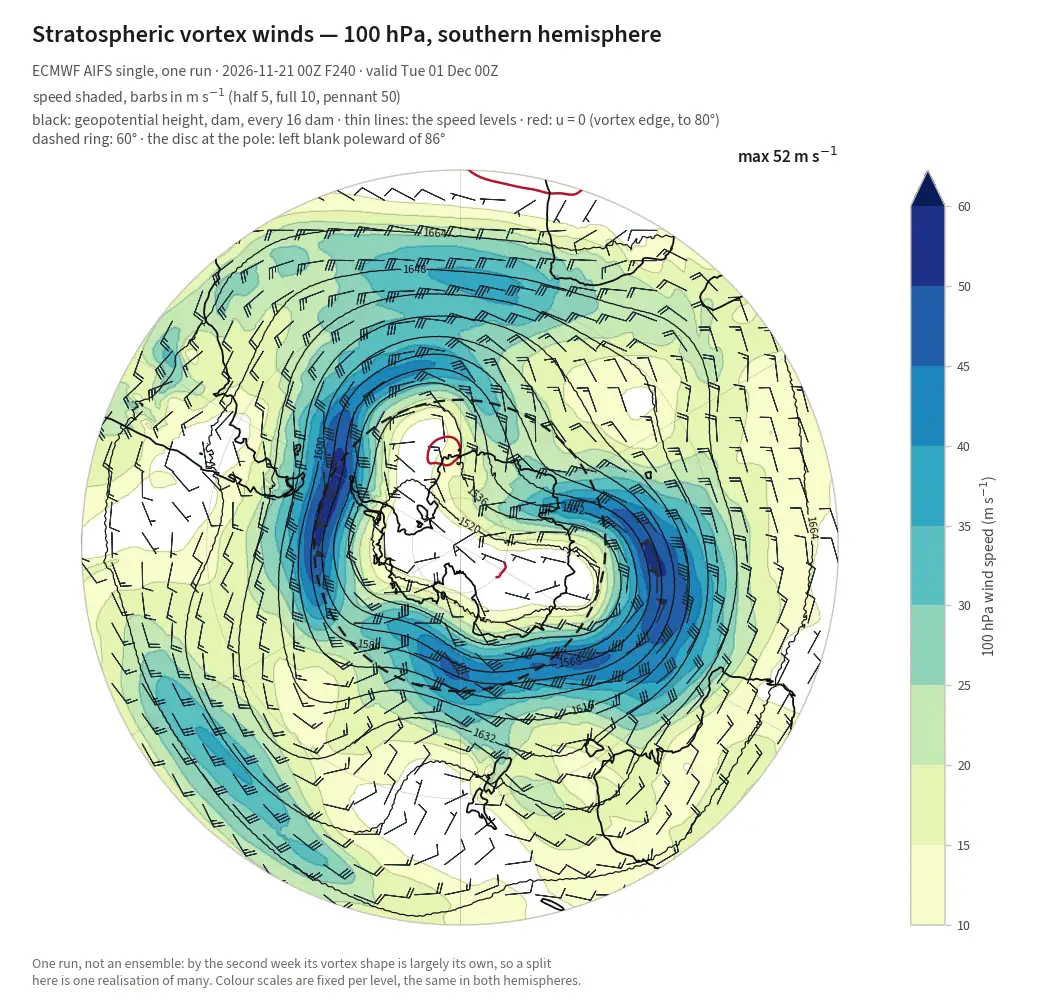 Stratospheric vortex winds — 100 hPa, southern hemisphere
ECMWF AIFS single, one run · 2026-11-21 00Z F240 · valid Tue 01 Dec 00Z
speed shaded, barbs in m s⁻¹ (half 5, full 10, pennant 50)
black: geopotential height, dam, every 16 dam · thin lines: the speed levels · red: u = 0 (vortex edge, to 80°)
dashed ring: 60° · the disc at the pole: left blank poleward of 86°
max 52 m s⁻¹
1664
1648
1600
1536
1552
1520
1664
1584
1568
1616
1632
60
50
45
40
35
30
25
20
15
10
100 hPa wind speed (m s⁻¹)
One run, not an ensemble: by the second week its vortex shape is largely its own, so a split
here is one realisation of many. Colour scales are fixed per level, the same in both hemispheres.